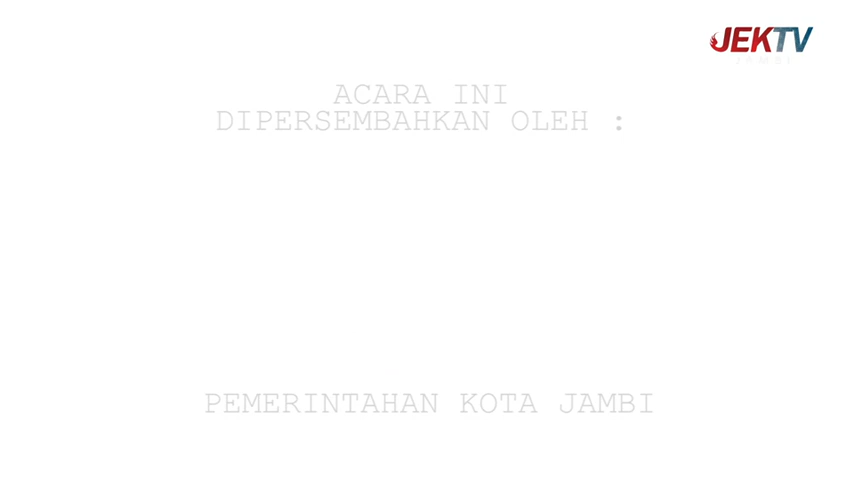 JEKTV
JAMBI
ACARA INI
DIPERSEMBAHKAN OLEH :
PEMERINTAHAN KOTA JAMBI